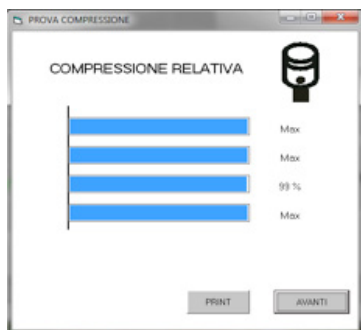 PROVA COMPRESSIONE
COMPRESSIONE RELATIVA
Max
Max
99 %
Max
PRINT
AVANTI